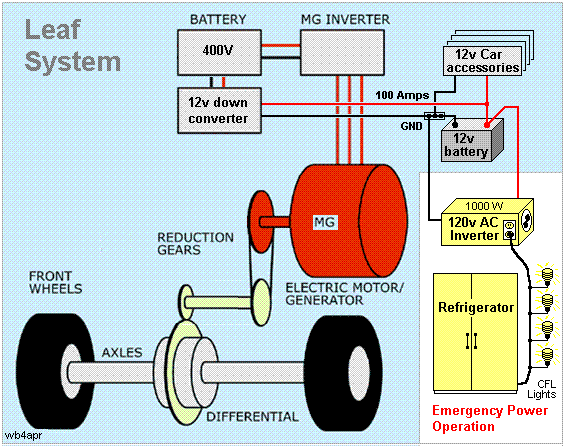 Leaf
System
BATTERY
400V
MG INVERTER
12v down
converter
12v Car
accessories
100 Amps
GND
12v
battery
MG
REDUCTION
GEARS
ELECTRIC MOTOR/
GENERATOR
1000 W
120v AC
Inverter
FRONT
WHEELS
AXLES
DIFFERENTIAL
Refrigerator
CFL
Lights
Emergency Power
Operation
wb4apr